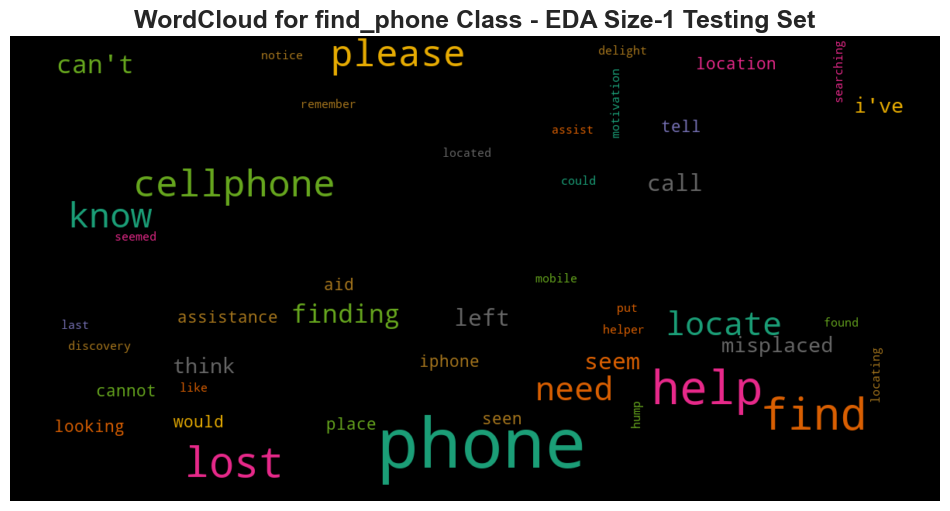 WordCloud for find_phone Class - EDA Size-1 Testing Set
can't
notice
please
delight
location
searching
remember
motivation
i've
assist
tell
located
cellphone
could
call
know
seemed
aid
mobile
assistance
finding
left
put
locate
found
last
helper
discovery
think
iphone
seem
misplaced
locating
cannot
like
need
help
find
looking
would
place
seen
hump
lost
phone